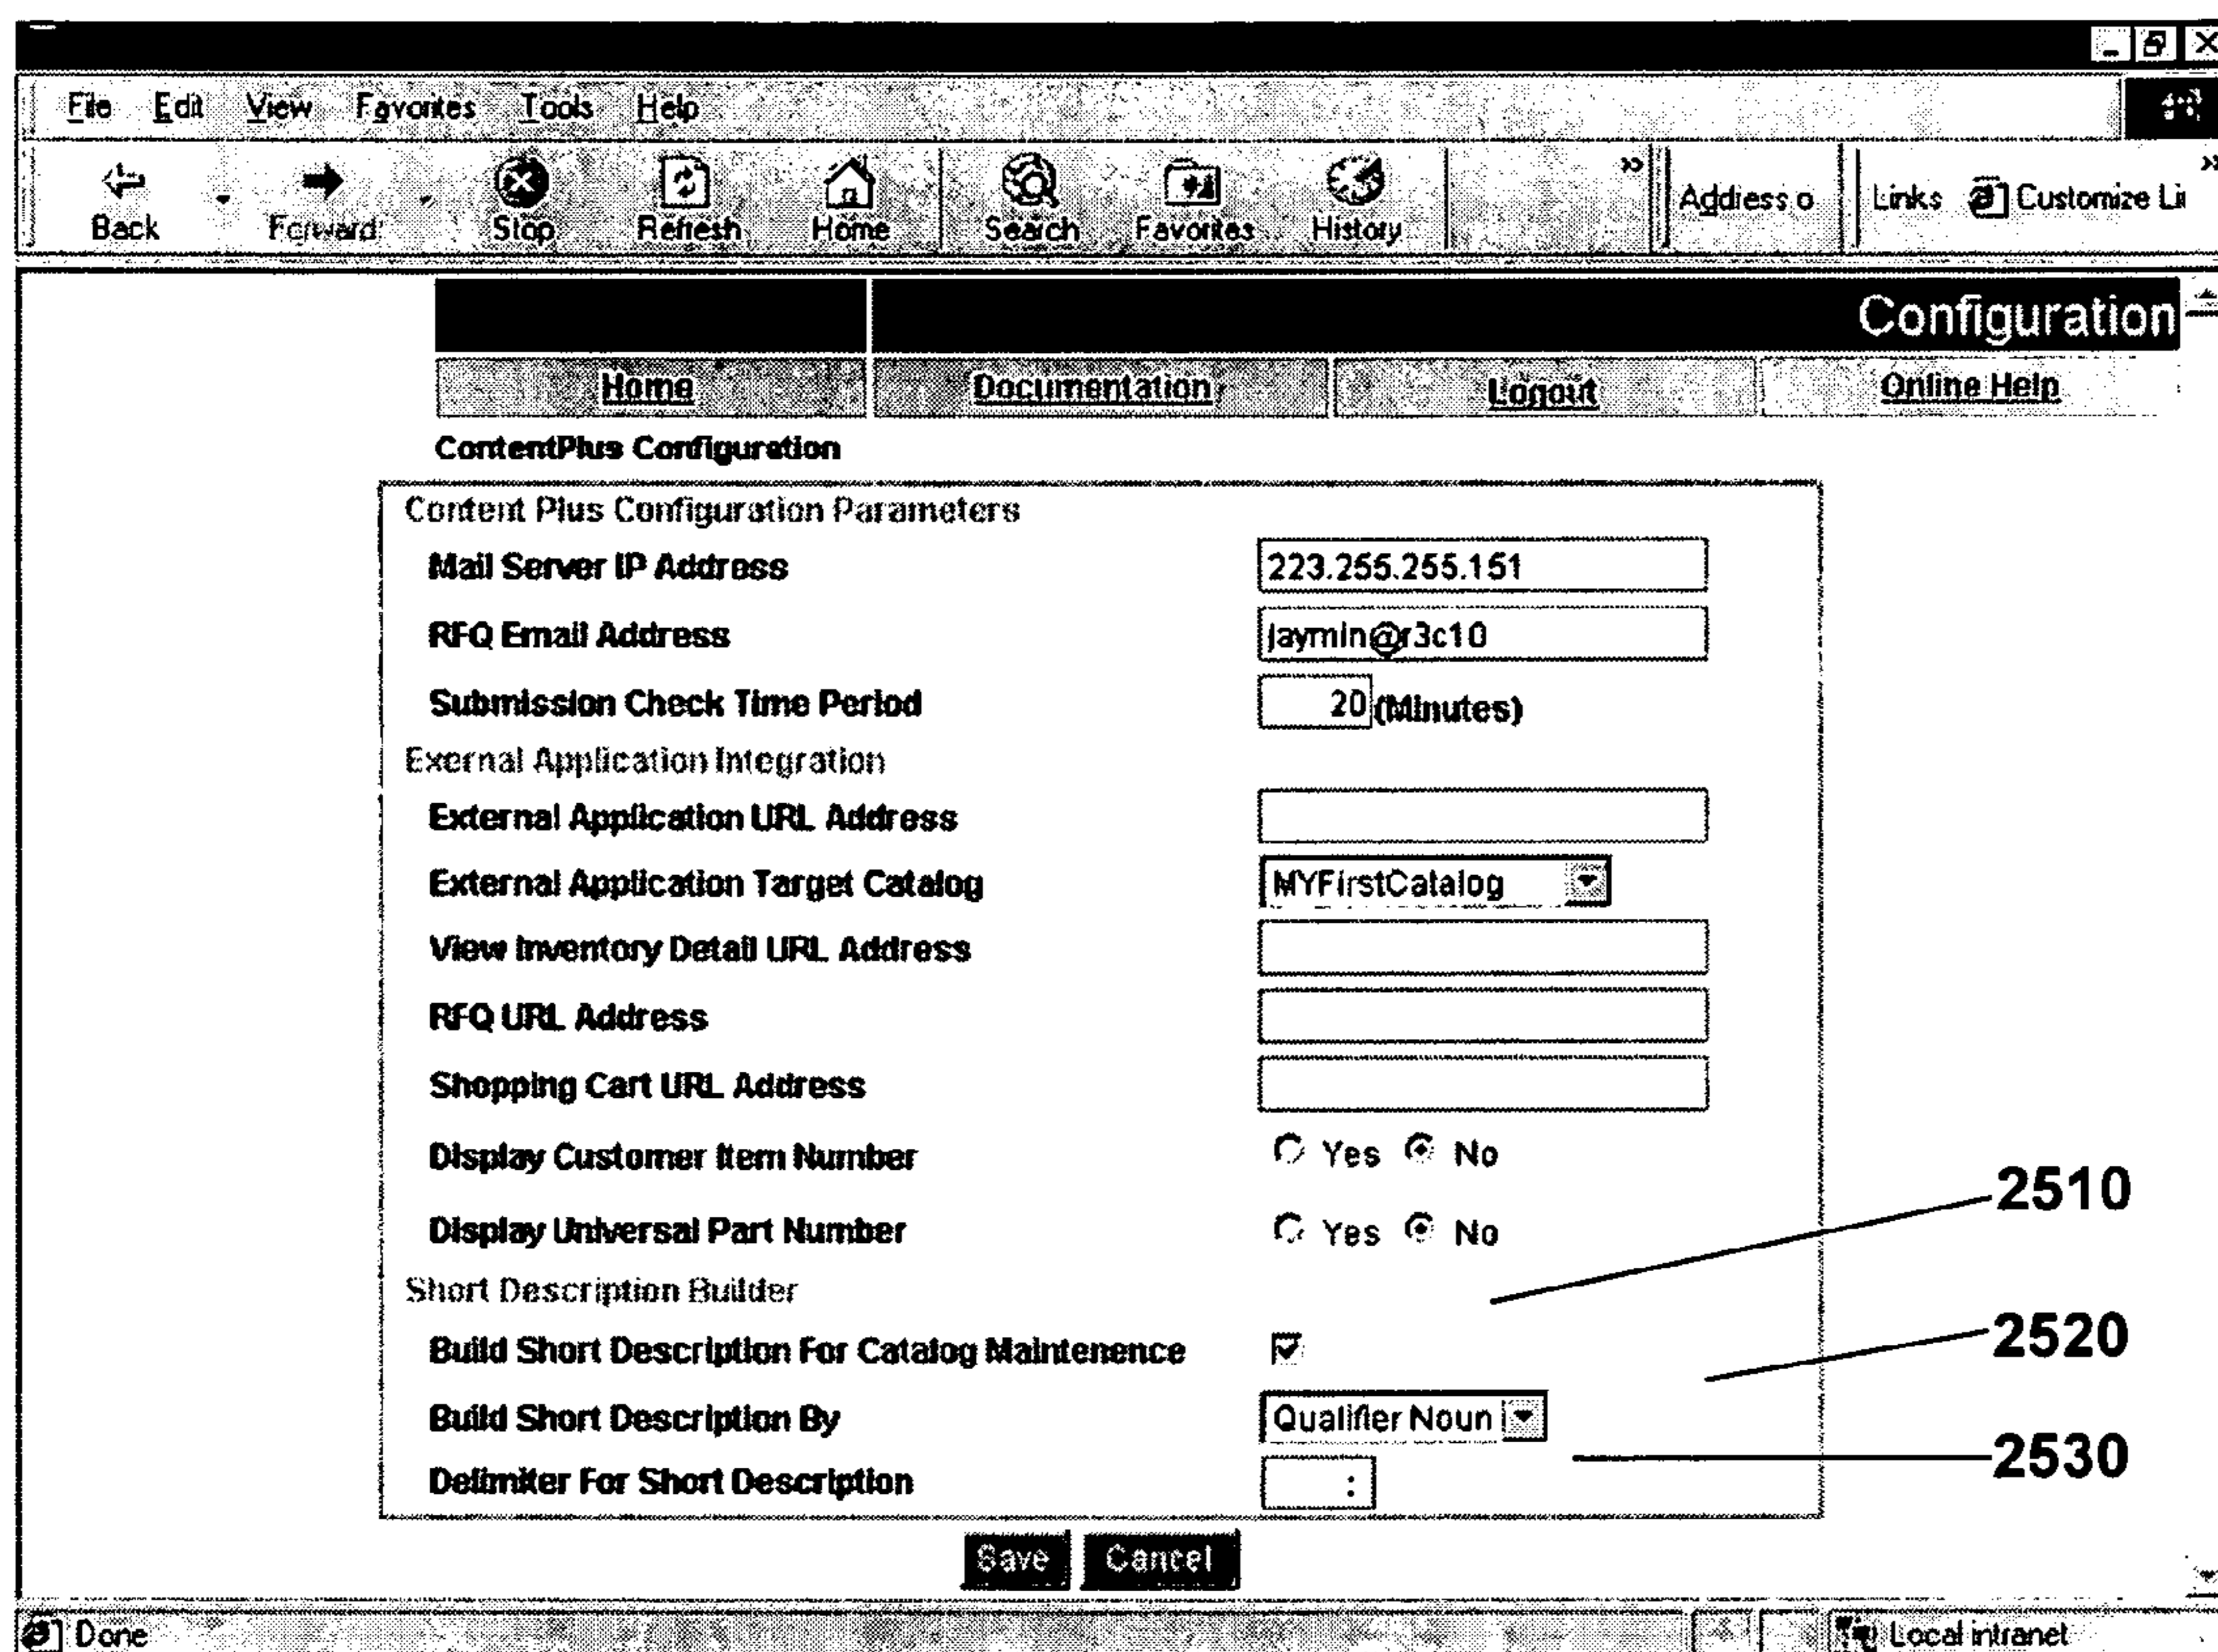 File Edit View Favorites Tools Help
Back Forward Stop Refresh Home Search Favorites History » Address o Links Customize Li »
Configuration
Home Documentation Logout Online Help
ContentPlus Configuration
Content Plus Configuration Parameters
Mail Server IP Address 223.255.255.151
RFQ Email Address jaymin@r3c10
Submission Check Time Period 20 (Minutes)
Exernal Application Integration
External Application URL Address
External Application Target Catalog MYFirstCatalog
View Inventory Detail URL Address
RFQ URL Address
Shopping Cart URL Address
Display Customer Item Number Yes No
2510
Display Universal Part Number Yes No
Short Description Builder
2520
Build Short Description For Catalog Maintenence
Build Short Description By Qualifier Noun
2530
Delimiter For Short Description :
Save Cancel
Done Local intranet